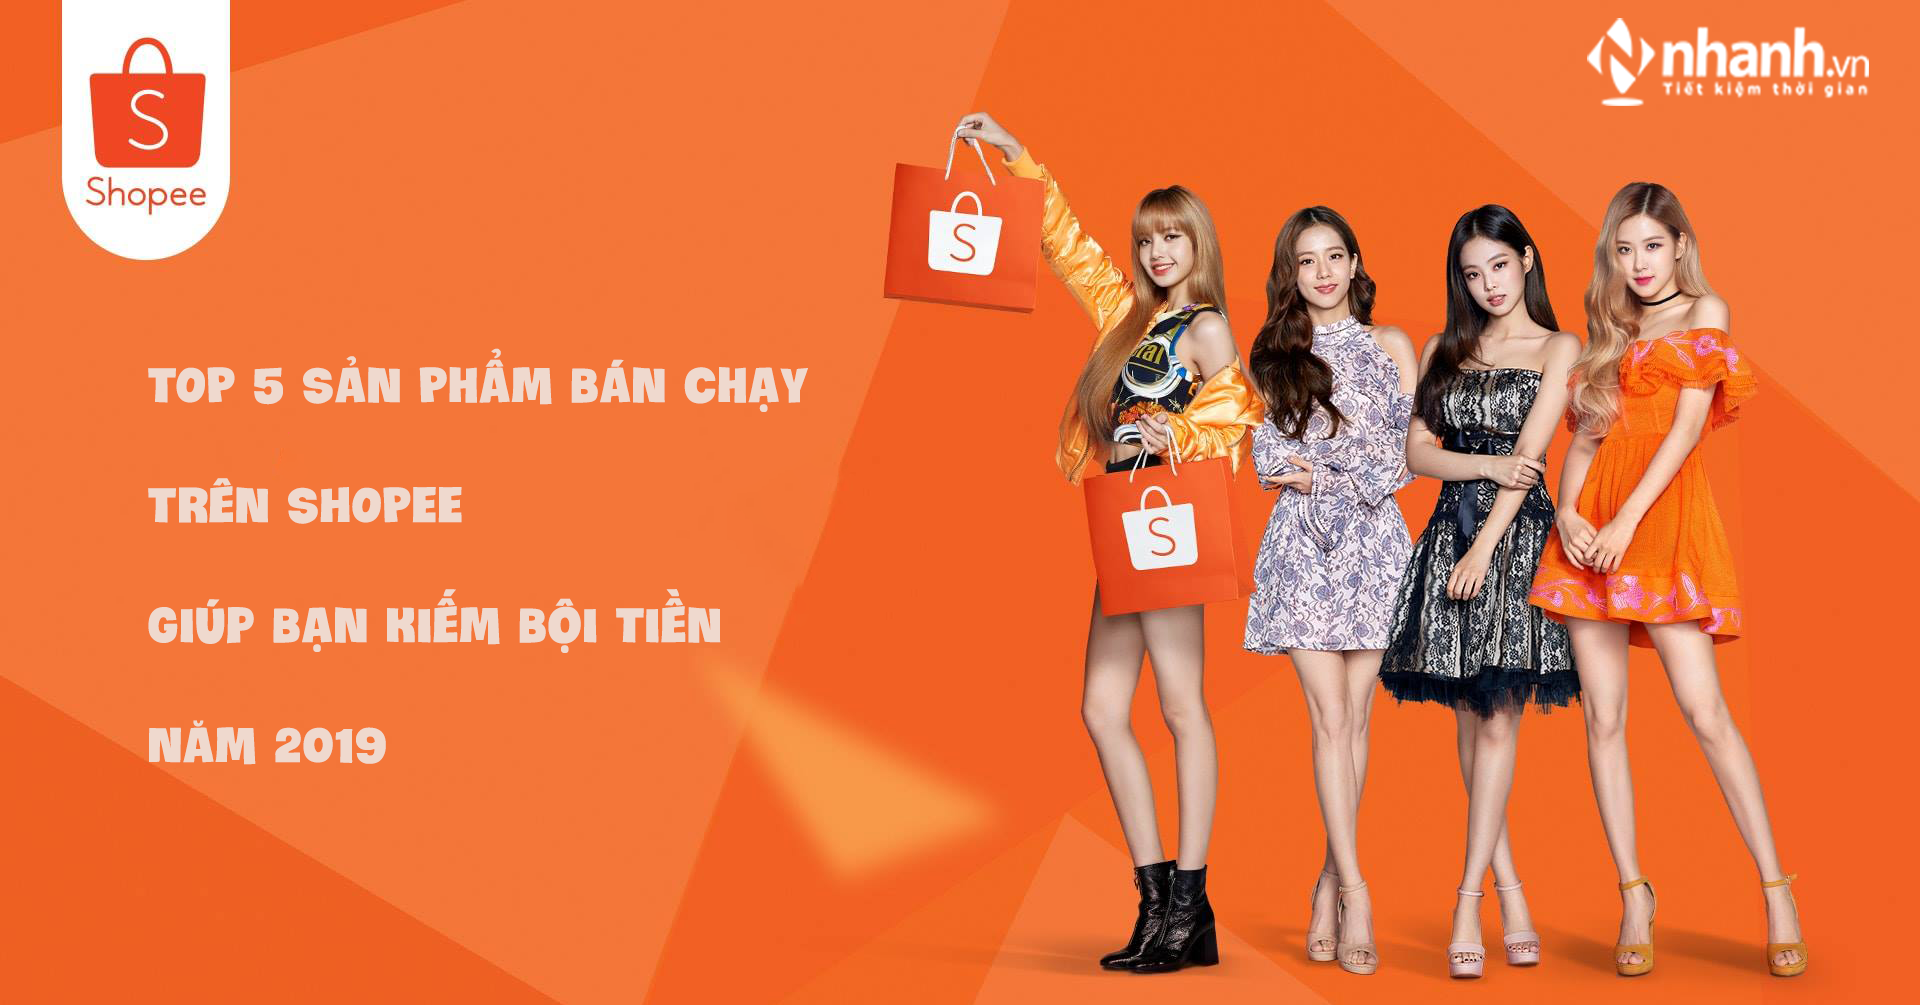 S
Shopee
nhanh.vn
Tiết kiệm thời gian
S
TOP 5 SẢN PHẨM BÁN CHẠY
TRÊN SHOPEE
S
GIÚP BẠN KIẾM BỘI TIỀN
NĂM 2019